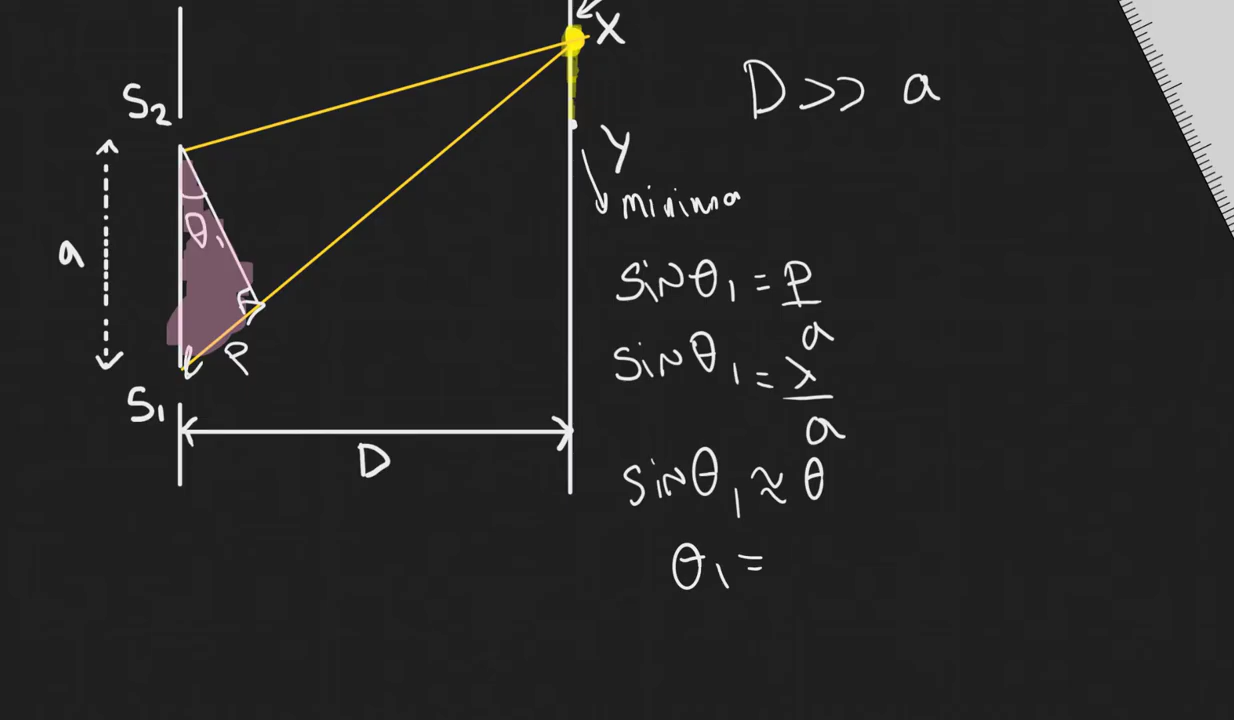 X
S₂
D >> a
Y
minima
θ₁
a
sinθ₁ = p/a
P
sinθ₁ = λ/a
S₁
D
sinθ₁ ≈ θ
θ₁ =